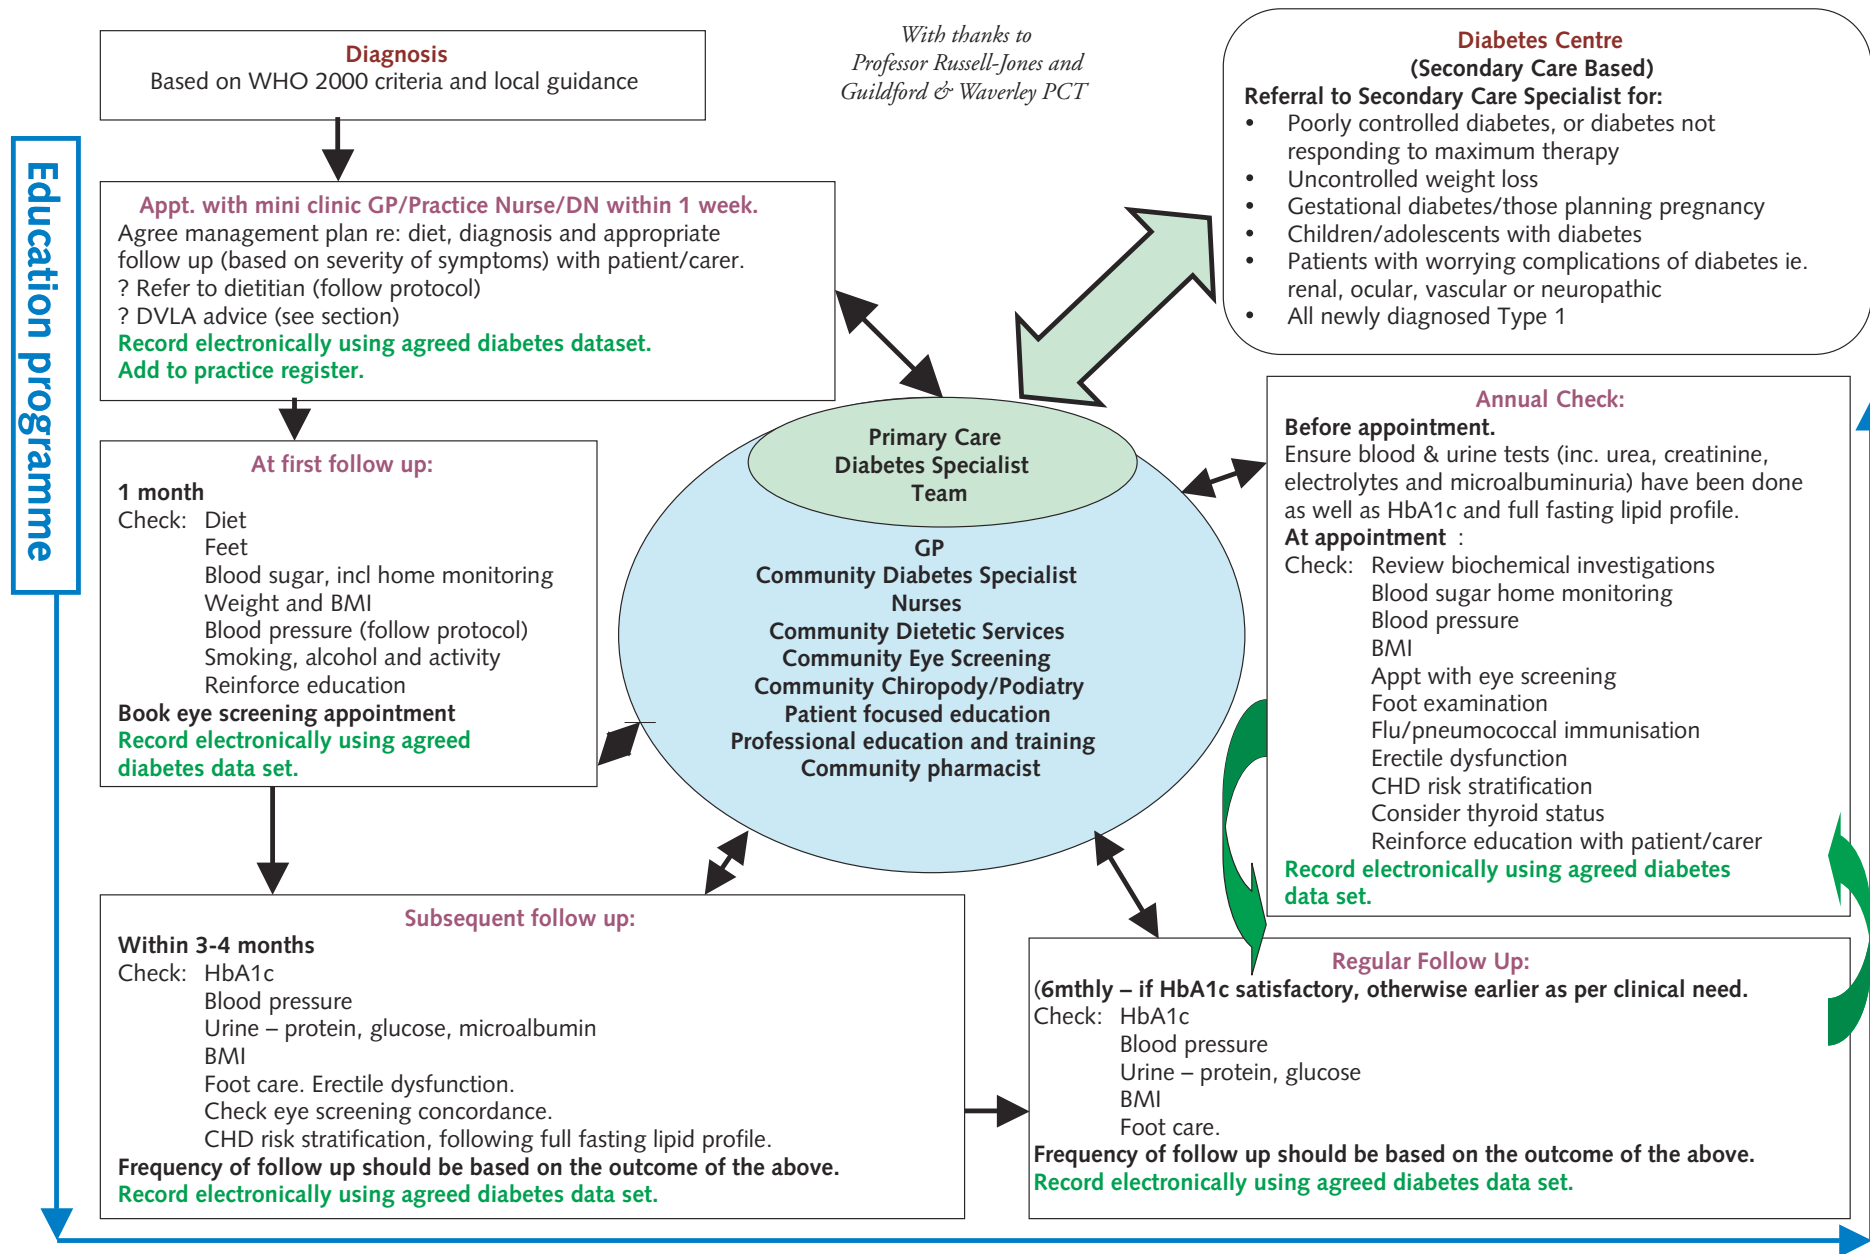 Education programme
Diagnosis
Based on WHO 2000 criteria and local guidance
With thanks to
Professor Russell-Jones and
Guildford & Waverley PCT
Diabetes Centre
(Secondary Care Based)
Referral to Secondary Care Specialist for:
• Poorly controlled diabetes, or diabetes not
responding to maximum therapy
• Uncontrolled weight loss
• Gestational diabetes/those planning pregnancy
• Children/adolescents with diabetes
• Patients with worrying complications of diabetes ie.
renal, ocular, vascular or neuropathic
• All newly diagnosed Type 1
Appt. with mini clinic GP/Practice Nurse/DN within 1 week.
Agree management plan re: diet, diagnosis and appropriate
follow up (based on severity of symptoms) with patient/carer.
? Refer to dietitian (follow protocol)
? DVLA advice (see section)
Record electronically using agreed diabetes dataset.
Add to practice register.
At first follow up:
1 month
Check: Diet
Feet
Blood sugar, incl home monitoring
Weight and BMI
Blood pressure (follow protocol)
Smoking, alcohol and activity
Reinforce education
Book eye screening appointment
Record electronically using agreed
diabetes data set.
Primary Care
Diabetes Specialist
Team
GP
Community Diabetes Specialist
Nurses
Community Dietetic Services
Community Eye Screening
Community Chiropody/Podiatry
Patient focused education
Professional education and training
Community pharmacist
Annual Check:
Before appointment.
Ensure blood & urine tests (inc. urea, creatinine,
electrolytes and microalbuminuria) have been done
as well as HbA1c and full fasting lipid profile.
At appointment :
Check: Review biochemical investigations
Blood sugar home monitoring
Blood pressure
BMI
Appt with eye screening
Foot examination
Flu/pneumococcal immunisation
Erectile dysfunction
CHD risk stratification
Consider thyroid status
Reinforce education with patient/carer
Record electronically using agreed diabetes
data set.
Subsequent follow up:
Within 3-4 months
Check: HbA1c
Blood pressure
Urine – protein, glucose, microalbumin
BMI
Foot care. Erectile dysfunction.
Check eye screening concordance.
CHD risk stratification, following full fasting lipid profile.
Frequency of follow up should be based on the outcome of the above.
Record electronically using agreed diabetes data set.
Regular Follow Up:
(6mthly – if HbA1c satisfactory, otherwise earlier as per clinical need.
Check: HbA1c
Blood pressure
Urine – protein, glucose
BMI
Foot care.
Frequency of follow up should be based on the outcome of the above.
Record electronically using agreed diabetes data set.